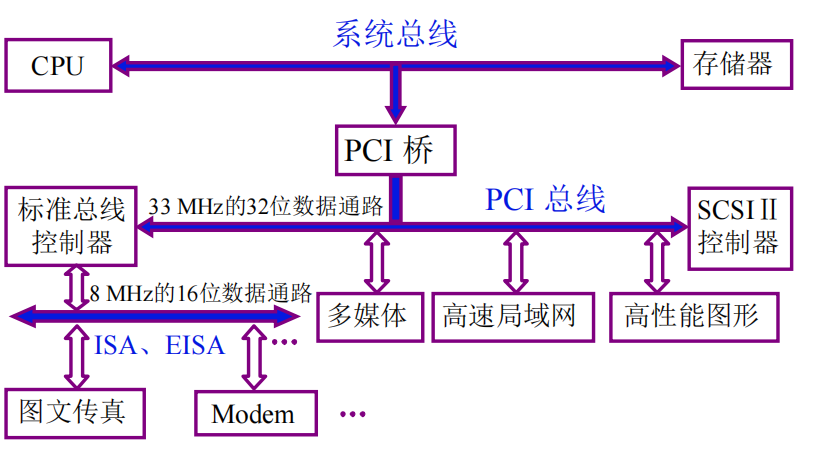 系统总线
CPU
存储器
PCI 桥
标准总线
控制器
33 MHz的32位数据通路
PCI 总线
SCSI II
控制器
8 MHz的16位数据通路
多媒体
高速局域网
高性能图形
ISA、EISA
…
图文传真
Modem
…